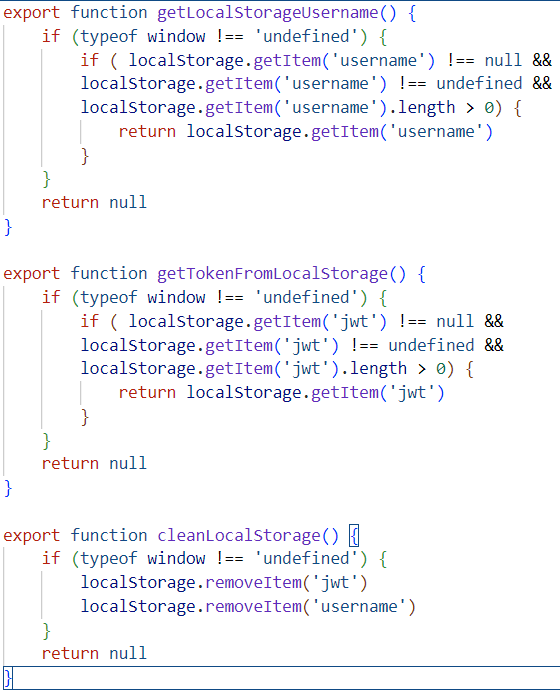 export function getLocalStorageUsername() {
    if (typeof window !== 'undefined') {
        if ( localStorage.getItem('username') !== null &&
        localStorage.getItem('username') !== undefined &&
        localStorage.getItem('username').length > 0) {
            return localStorage.getItem('username')
        }
    }
    return null
}

export function getTokenFromLocalStorage() {
    if (typeof window !== 'undefined') {
        if ( localStorage.getItem('jwt') !== null &&
        localStorage.getItem('jwt') !== undefined &&
        localStorage.getItem('jwt').length > 0) {
            return localStorage.getItem('jwt')
        }
    }
    return null
}

export function cleanLocalStorage() {
    if (typeof window !== 'undefined') {
        localStorage.removeItem('jwt')
        localStorage.removeItem('username')
    }
    return null
}